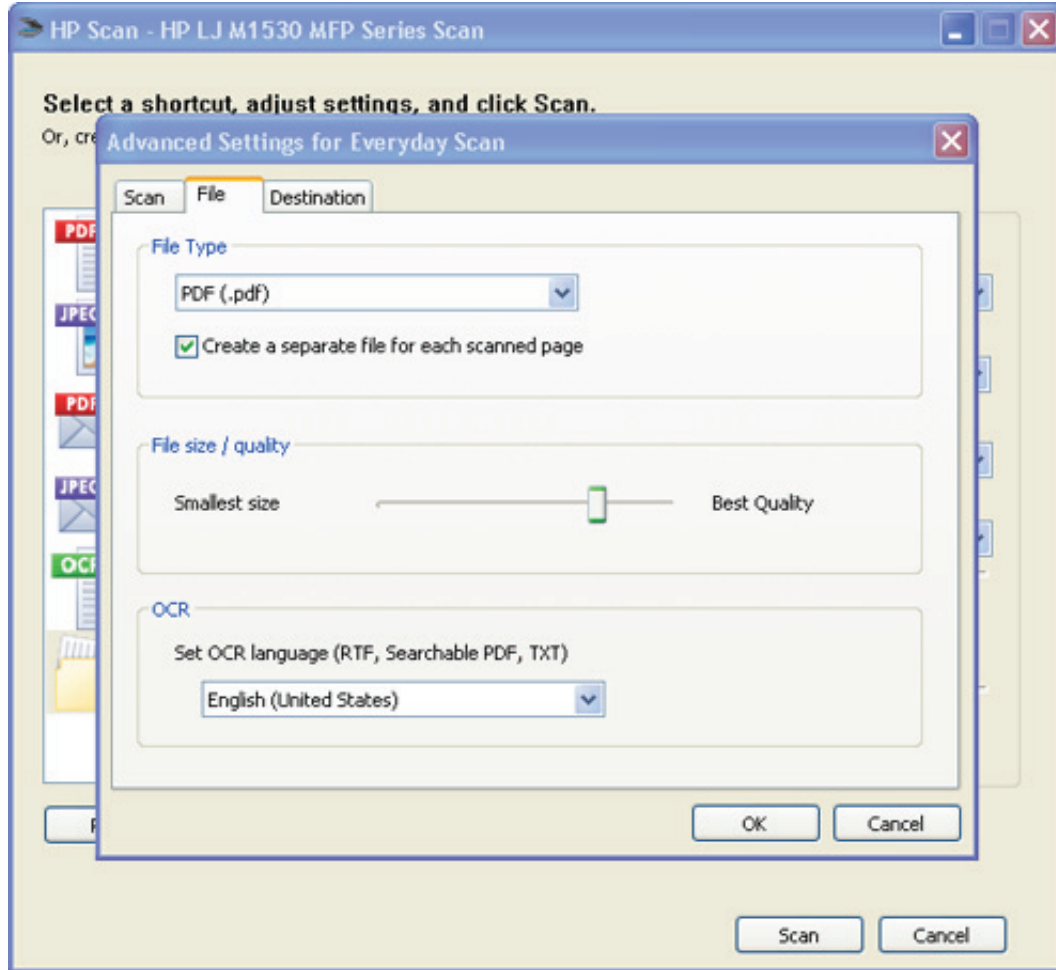 HP Scan - HP LJ M1530 MFP Series Scan
Select a shortcut, adjust settings, and click Scan.
Or, cre
Advanced Settings for Everyday Scan
Scan File Destination
PDF
File Type
PDF (.pdf)
JPEG
Create a separate file for each scanned page
PDF
File size / quality
JPEG
Smallest size Best Quality
OCR
OCR
Set OCR language (RTF, Searchable PDF, TXT)
English (United States)
OK Cancel
Scan Cancel